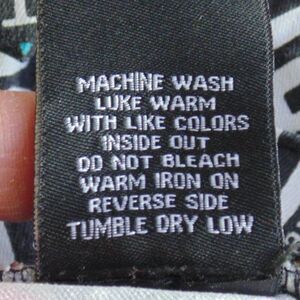 MACHINE WASH
LUKE WARM
WITH LIKE COLORS
INSIDE OUT
DO NOT BLEACH
WARM IRON ON
REVERSE SIDE
TUMBLE DRY LOW